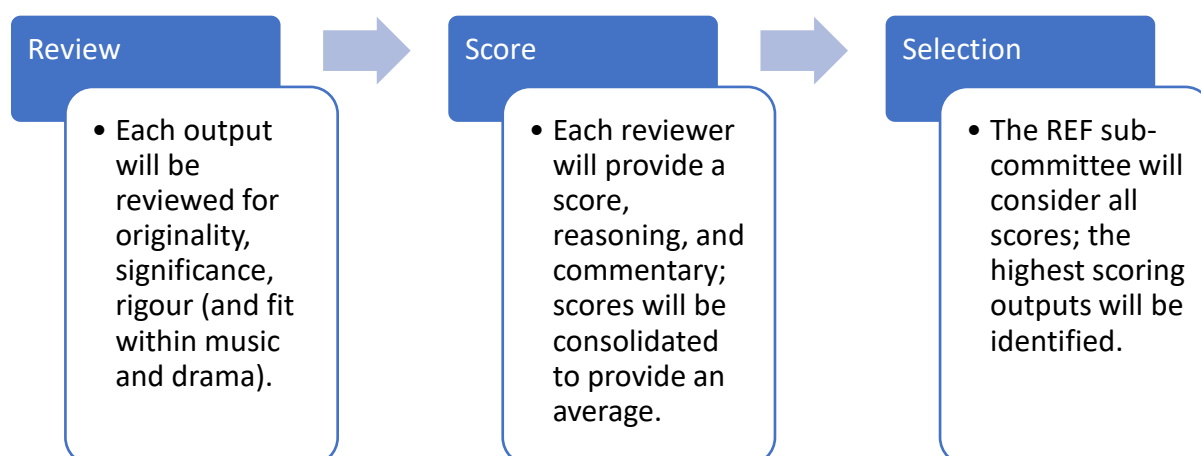 Review
• Each output
will be
reviewed for
originality,
significance,
rigour (and fit
within music
and drama).
Score
• Each reviewer
will provide a
score,
reasoning, and
commentary;
scores will be
consolidated
to provide an
average.
Selection
• The REF sub-
committee will
consider all
scores; the
highest scoring
outputs will be
identified.